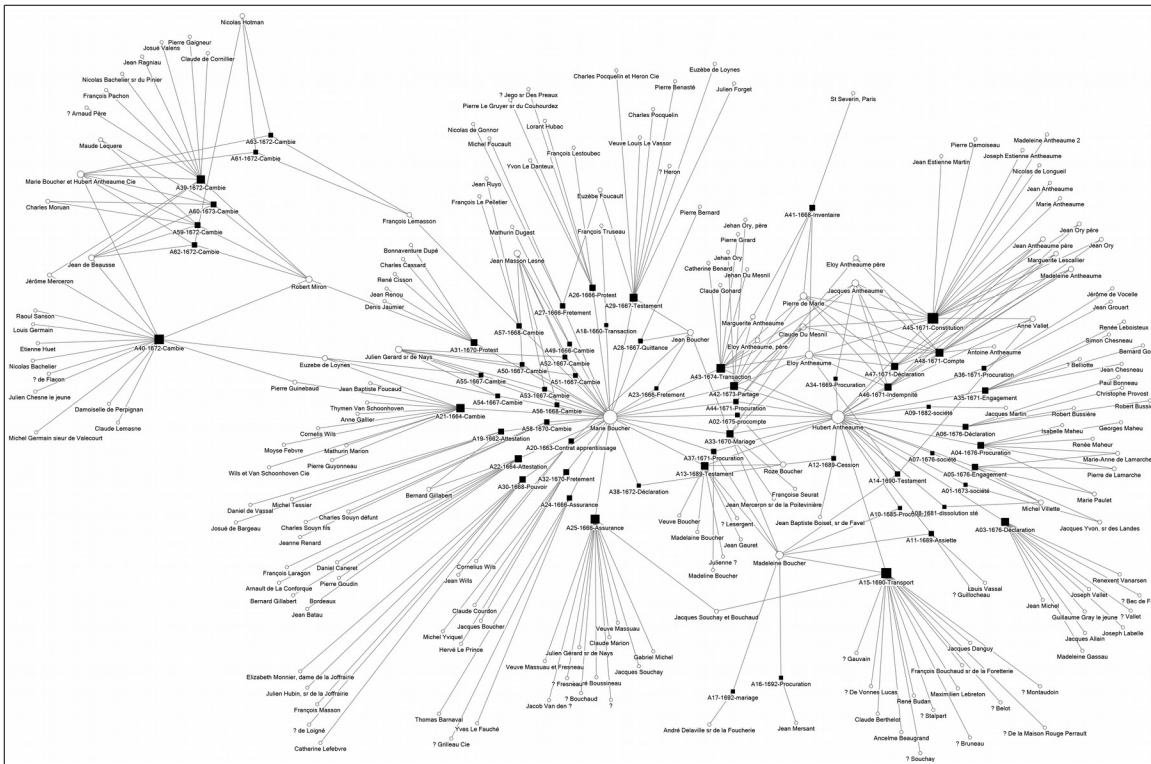 Nicolas Hotman
Pierre Gaigneur
Josué Valens
Claude de Cornillier
Jean Ragniau
Nicolas Bachelier sr du Pinier
François Pachon
? Arnaud Père
Maude Lequere
A63-1672-Cambie
A61-1672-Cambie
Marie Boucher et Hubert Antheaume Cie
A39-1672-Cambie
Charles Moruan
A60-1673-Cambie
A59-1672-Cambie
A62-1672-Cambie
Jean de Beausse
Jérôme Merceron
Robert Miron
François Lemasson
Raoul Sanson
Louis Germain
A40-1672-Cambie
Etienne Huet
Nicolas Bachelier
? de Flaçon
Julien Chesne le jeune
Damoiselle de Perpignan
Claude Lemasne
Michel Germain sieur de Valecourt
Bonnaventure Dupé
Charles Cassard
René Cisson
Jean Renou
Denis Jaumier
A31-1670-Protest
Charles Pocquelin et Heron Cie
Euzèbe de Loynes
? Jego sr Des Preaux
Pierre Le Gruyer sr du Couhourdez
Pierre Benasté
Julien Forget
Nicolas de Gonnor
Lorant Hubac
Charles Pocquelin
Michel Foucault
Yvon Le Danteux
François Lestoubec
Veuve Louis Le Vassor
? Heron
Jean Ruyo
François Le Pelletier
Euzèbe Foucault
Mathurin Dugast
François Truseau
Pierre Bernard
Jean Masson Lesné
A26-1666-Protest
A29-1667-Testament
A27-1666-Fretement
A57-1668-Cambie
A18-1660-Transaction
A49-1666-Cambie
A28-1667-Quittance
Jean Boucher
Julien Gerard sr de Nays
A52-1667-Cambie
A50-1667-Cambie
A51-1667-Cambie
A55-1667-Cambie
A53-1667-Cambie
A54-1667-Cambie
A56-1668-Cambie
A23-1666-Fretement
A58-1670-Cambie
Marie Boucher
Euzebe de Loynes
Pierre Guinebaud
Jean Baptiste Foucaud
A21-1664-Cambie
Thymen Van Schoonhoven
Anne Gallier
Cornelis Wils
Moyse Febvre
Mathurin Marion
Wils et Van Schoonhoven Cie
Pierre Guyonneau
A19-1662-Attestation
A20-1663-Contrat apprentissage
A22-1664-Attestation
A30-1668-Pouvoir
A32-1670-Fretement
A24-1666-Assurance
A25-1666-Assurance
A38-1672-Déclaration
Daniel de Vassal
Michel Tessier
Bernard Gillabert
Josué de Bargeau
Charles Souyn défunt
Charles Souyn fils
Jeanne Renard
François Laragon
Daniel Caneret
Arnault de La Conforque
Pierre Goudin
Bernard Gillabert
Bordeaux
Jean Batau
Cornelius Wils
Jean Wills
Claude Courdon
Jacques Boucher
Michel Yviquel
Hervé Le Prince
Elizabeth Monnier, dame de la Joffrairie
Julien Hubin, sr de la Joffrairie
François Masson
? de Loigné
Catherine Lefebvre
Thomas Barnaval
? Grilleau Cie
Yves Le Fauché
Veuve Massuau
Claude Marion
Julien Gérard sr de Nays
Gabriel Michel
Veuve Massuau et Fresneau
Jacques Souchay
? Bouchaud
Jacob Van den ?
?
Jacques Souchay et Bouchaud
St Severin, Paris
A41-1668-Inventaire
Jehan Ory, père
Pierre Girard
Jehan Ory
Catherine Benard
Jehan Du Mesnil
Claude Gonard
Marguerite Antheaume
Eloy Antheaume, père
A43-1674-Transaction
A42-1673-Partage
A44-1671-Procuration
A02-1675-procompte
A33-1670-Mariage
A37-1671-Procuration
A13-1689-Testament
Roze Boucher
Françoise Seurat
Jean Merceron sr de la Poitevinière
Veuve Boucher
? Lesergent
Madelaine Boucher
Jean Gauret
Julienne ?
Madeline Boucher
Jean Baptiste Boiset, sr de Favel
Madeleine Boucher
A12-1689-Cession
Eloy Antheaume père
Jacques Antheaume
Pierre de Marie
Claude Du Mesnil
Eloy Antheaume
A34-1669-Procuration
Hubert Antheaume
Pierre Damoiseau
Madeleine Antheaume 2
Jean Estienne Martin
Joseph Estienne Antheaume
Nicolas de Longueil
Jean Antheaume
Marie Antheaume
Jean Ory père
Jean Antheaume père
Jean Ory
Marguerite Lescallier
Madeleine Antheaume
A45-1671-Constitution
Anne Vallet
A48-1671-Compte
Antoine Antheaume
A47-1671-Déclaration
A46-1671-Indemnité
A36-1671-Procuration
A35-1671-Engagement
A09-1682-société
Jérôme de Vocelle
Jean Grouart
Renée Leboisteux
Simon Chesneau
? Belliotte
Jean Chesneau
Paul Bonneau
Christophe Provost
Jacques Martin
Robert Bussière
A06-1676-Déclaration
Isabelle Maheu
Georges Maheu
A04-1676-Procuration
Renée Maheur
A07-1676-société
A05-1676-Engagement
Marie-Anne de Lamarche
Pierre de Lamarche
A14-1690-Testament
A01-1673-société
Marie Paulet
A08-1681-dissolution sté
Michel Villette
Jacques Yvon, sr des Landes
A03-1676-Déclaration
A11-1689-Assiette
Louis Vassal
? Guillocheau
A15-1690-Transport
Renexent Vanarsen
Joseph Vallet
Jean Michel
? Vallet
Guillaume Gray le jeune
Jacques Allain
Joseph Labelle
Madeleine Gassau
A17-1692-mariage
A16-1692-Procuration
André Delaville sr de la Foucherie
Jean Mersant
? Gauvain
Jacques Danguy
François Bouchaud sr de la Foretterie
? Montaudoin
? De Vonnes Lucas
Maximilien Lebreton
René Budan
? Belot
Claude Berthelot
? Stalpart
Ancelme Beaugrand
? De la Maison Rouge Perrault
? Bruneau
? Souchay